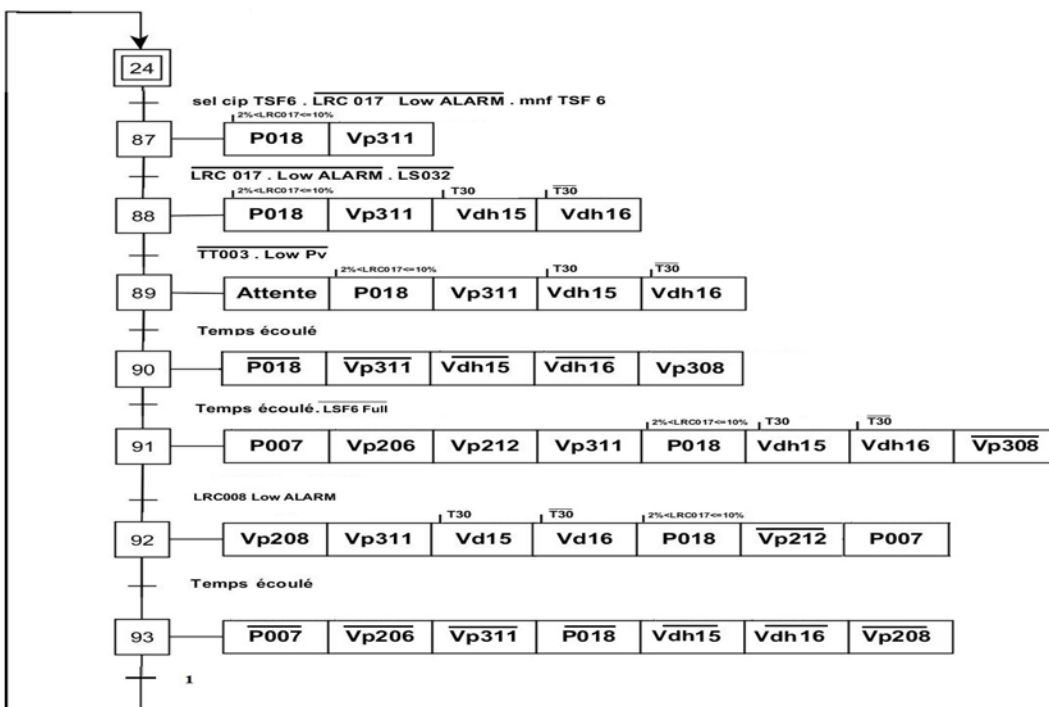 24
sel cip TSF6 . LRC 017 Low ALARM . mnf TSF 6
2%<LRC017<=10%
87 P018 Vp311
LRC 017 . Low ALARM . LS032
2%<LRC017<=10% T30 T30
88 P018 Vp311 Vdh15 Vdh16
TT003 . Low Pv
2%<LRC017<=10% T30 T30
89 Attente P018 Vp311 Vdh15 Vdh16
Temps écoulé
90 P018 Vp311 Vdh15 Vdh16 Vp308
Temps écoulé. LSF6 Full
2%<LRC017<=10% T30 T30
91 P007 Vp206 Vp212 Vp311 P018 Vdh15 Vdh16 Vp308
LRC008 Low ALARM
T30 T30 2%<LRC017<=10%
92 Vp208 Vp311 Vd15 Vd16 P018 Vp212 P007
Temps écoulé
93 P007 Vp206 Vp311 P018 Vdh15 Vdh16 Vp208
1